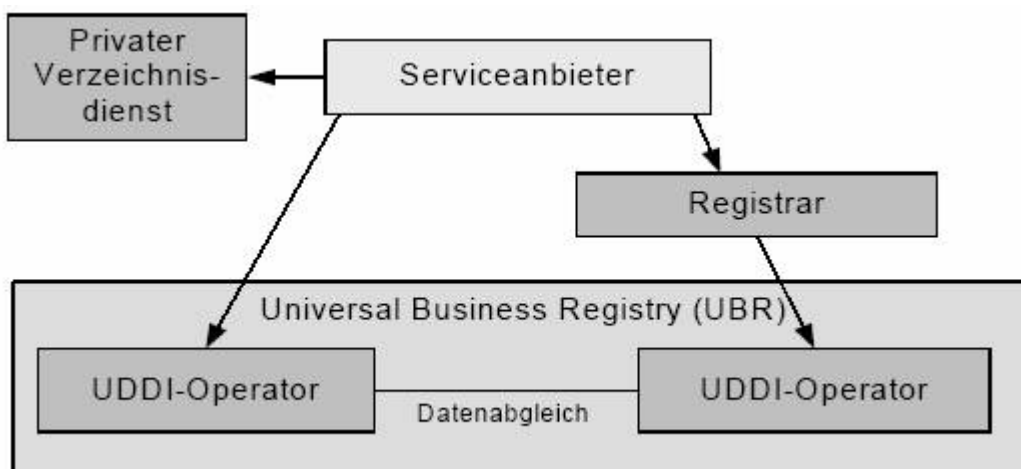 Privater
Verzeichnis-
dienst
Serviceanbieter
Registrar
Universal Business Registry (UBR)
UDDI-Operator
Datenabgleich
UDDI-Operator